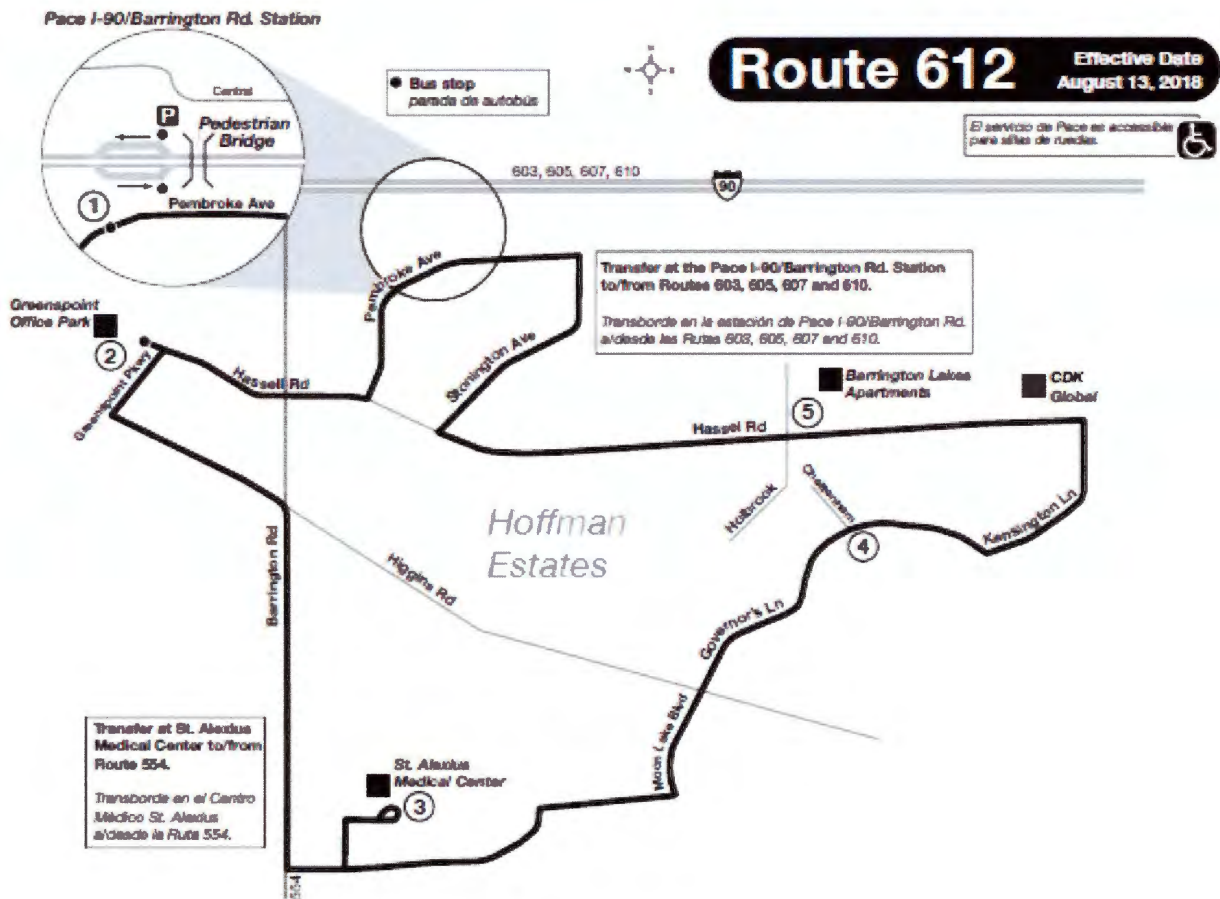 Pace I-90/Barrington Rd. Station
Route 612
Effective Date
August 13, 2018
Bus stop
parada de autobús
El servicio de Pace es accessible
para sillas de ruedas.
Central
P
Pedestrian
Bridge
1
Pembroke Ave
603, 605, 607, 610
90
Pembroke Ave
Transfer at the Pace I-90/Barrington Rd. Station
to/from Routes 603, 605, 607 and 610.
Transborde en la estación de Pace I-90/Barrington Rd.
a/desde las Rutas 603, 605, 607 and 610.
Greenspoint
Office Park
2
Greenspoint Pkwy
Hassell Rd
Stonington Ave
Barrington Lakes
Apartments
CDK
Global
5
Hassel Rd
Holbrook
Cheltenham
4
Kensington Ln
Hoffman
Estates
Barrington Rd
Higgins Rd
Governor's Ln
Moon Lake Blvd
Transfer at St. Alexius
Medical Center to/from
Route 554.
Transborde en el Centro
Médico St. Alexius
a/desde la Ruta 554.
St. Alexius
Medical Center
3
554